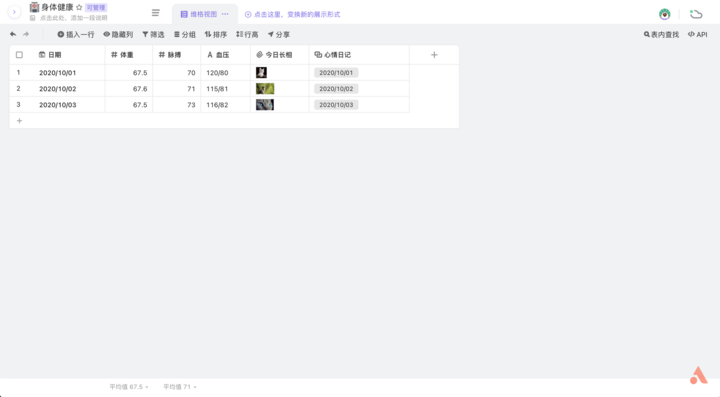 身体健康 可管理
点击此处，添加一段说明
维格视图
点击这里，变换新的展示形式
插入一行 隐藏列 筛选 分组 排序 行高 分享 表内查找 API
日期 体重 脉搏 血压 今日长相 心情日记
1 2020/10/01 67.5 70 120/80 2020/10/01
2 2020/10/02 67.6 71 115/81 2020/10/02
3 2020/10/03 67.5 73 116/82 2020/10/03
平均值 67.5 平均值 71